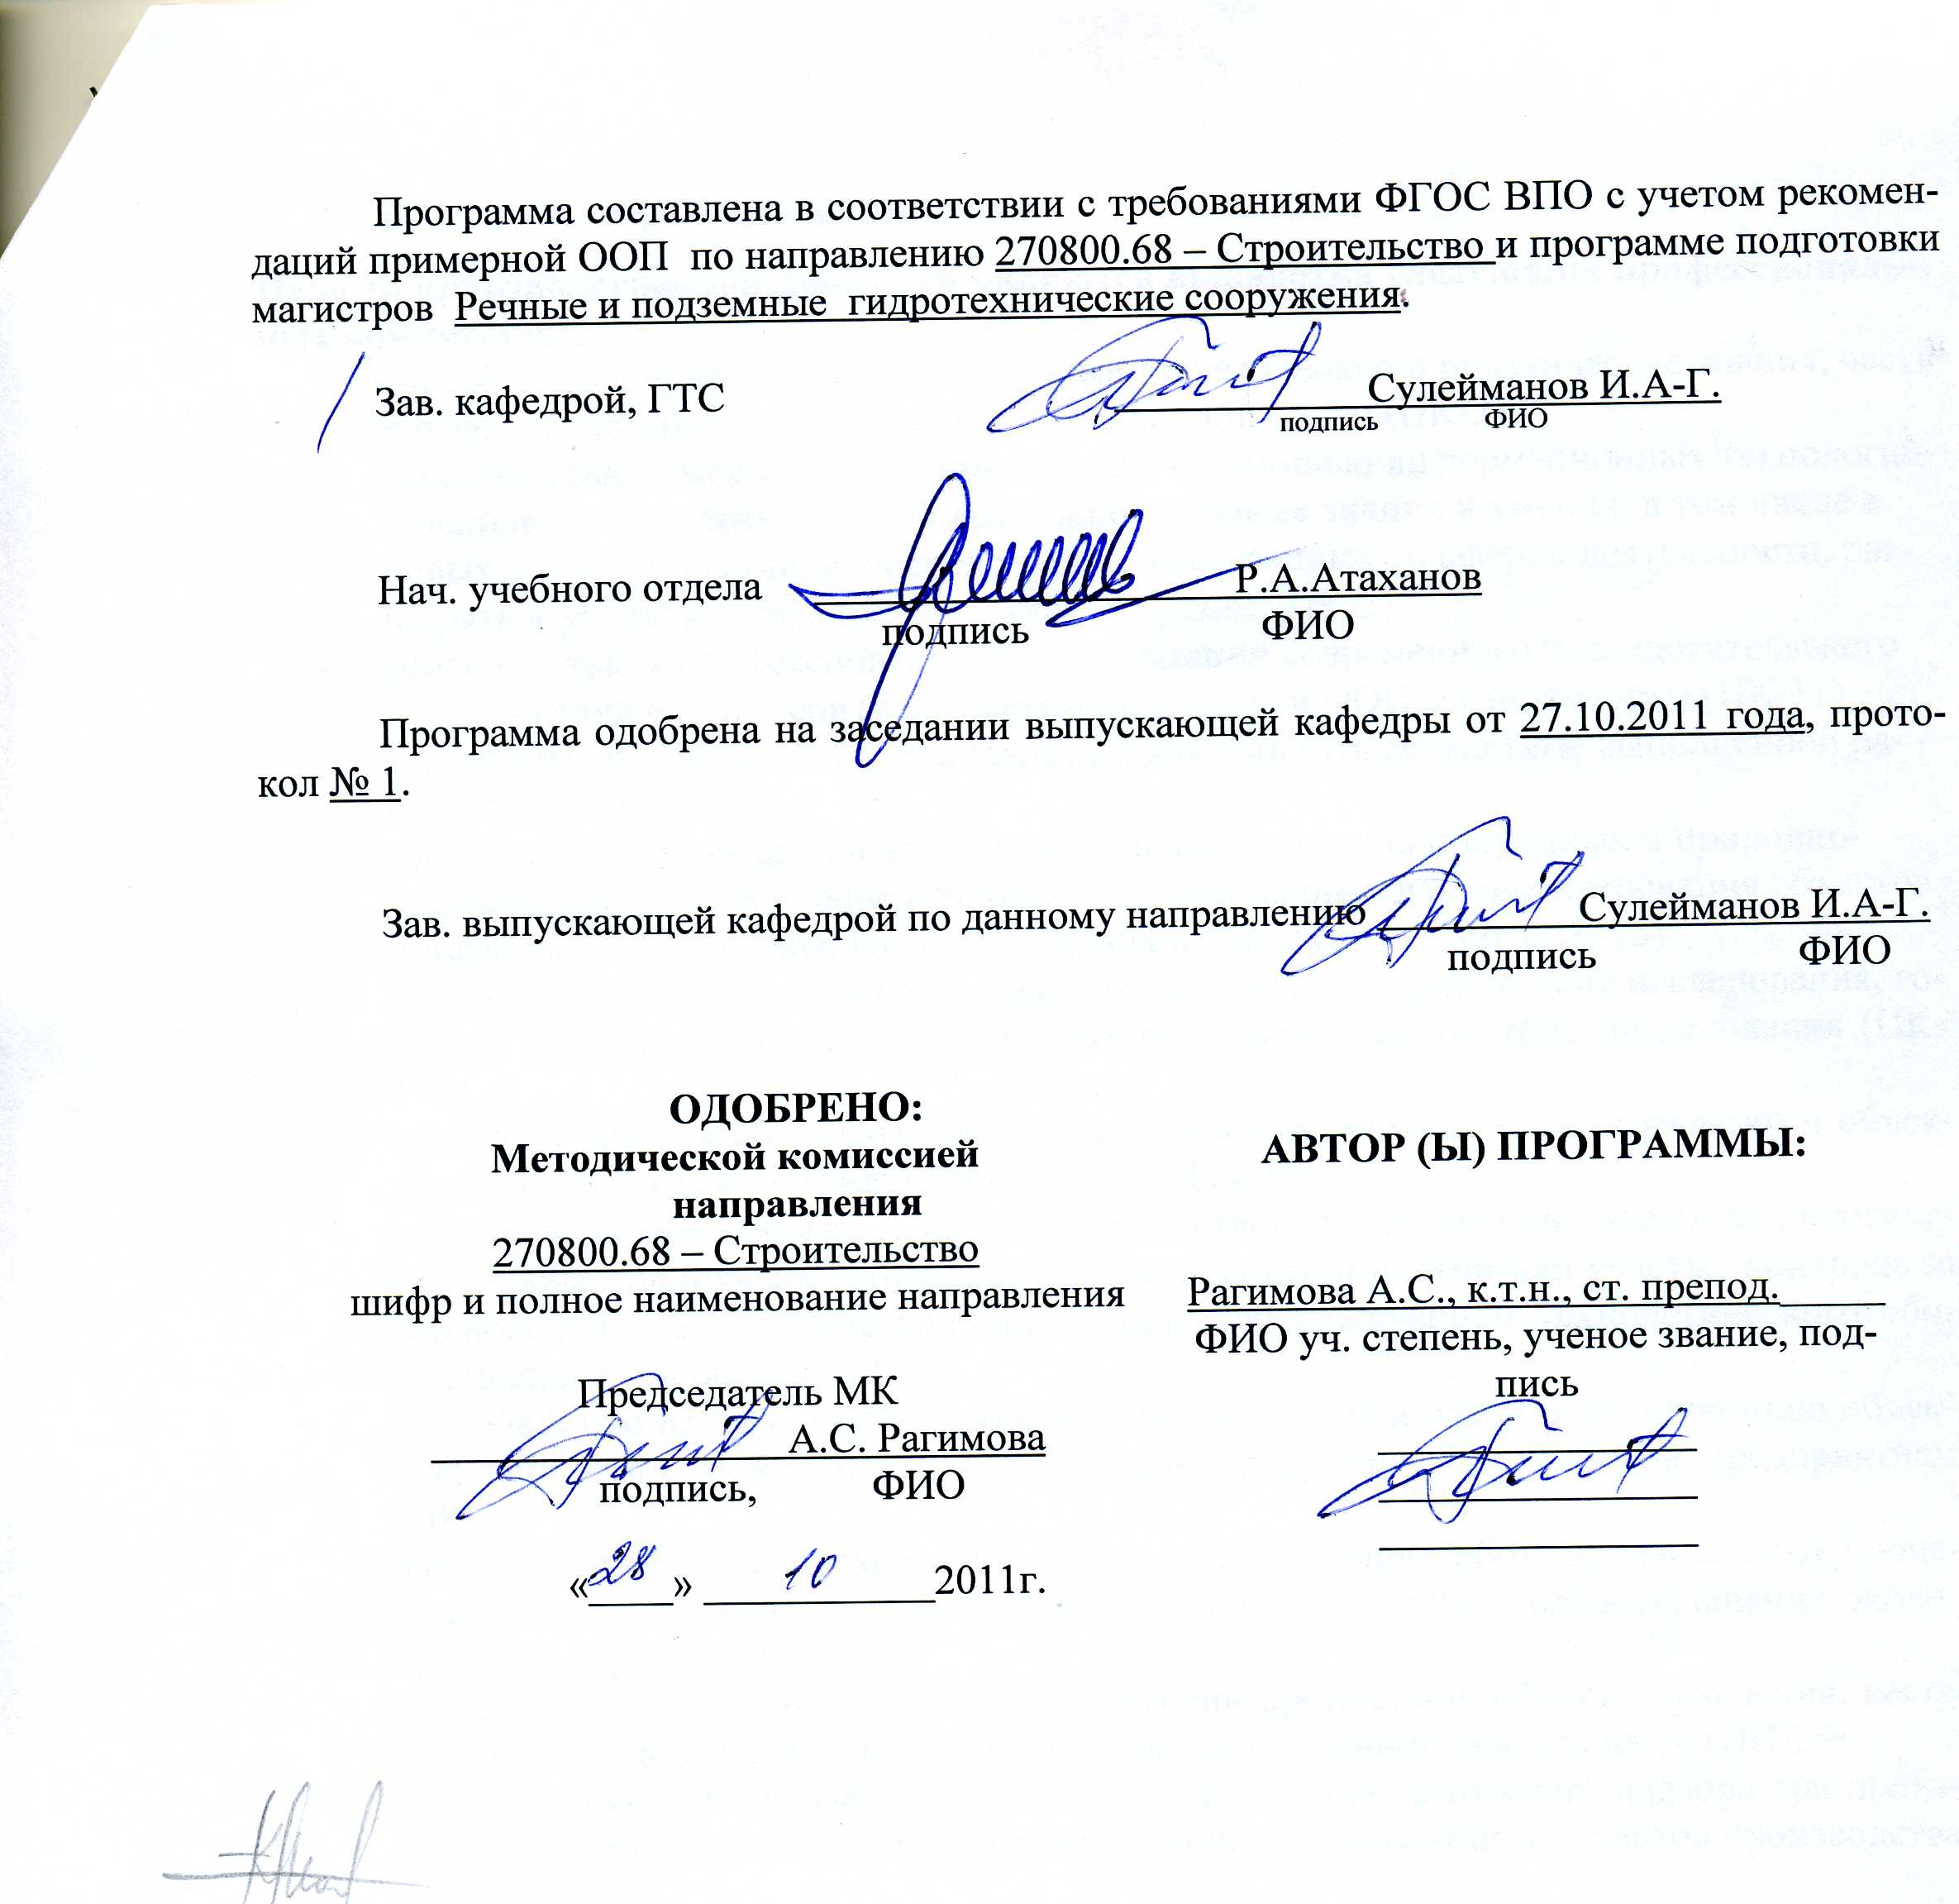 Программа составлена в соответствии с требованиями ФГОС ВПО с учетом рекомен-
даций примерной ООП по направлению 270800.68 – Строительство и программе подготовки
магистров Речные и подземные гидротехнические сооружения.
Зав. кафедрой, ГТС Сулейманов И.А-Г.
подпись ФИО
Нач. учебного отдела Р.А.Атаханов
подпись ФИО
Программа одобрена на заседании выпускающей кафедры от 27.10.2011 года, прото-
кол № 1.
Зав. выпускающей кафедрой по данному направлению Сулейманов И.А-Г.
подпись ФИО
ОДОБРЕНО:
Методической комиссией
направления
270800.68 – Строительство
шифр и полное наименование направления
Председатель МК
А.С. Рагимова
подпись, ФИО
«28» 10 2011г.
АВТОР (Ы) ПРОГРАММЫ:
Рагимова А.С., к.т.н., ст. препод.
ФИО уч. степень, ученое звание, под-
пись